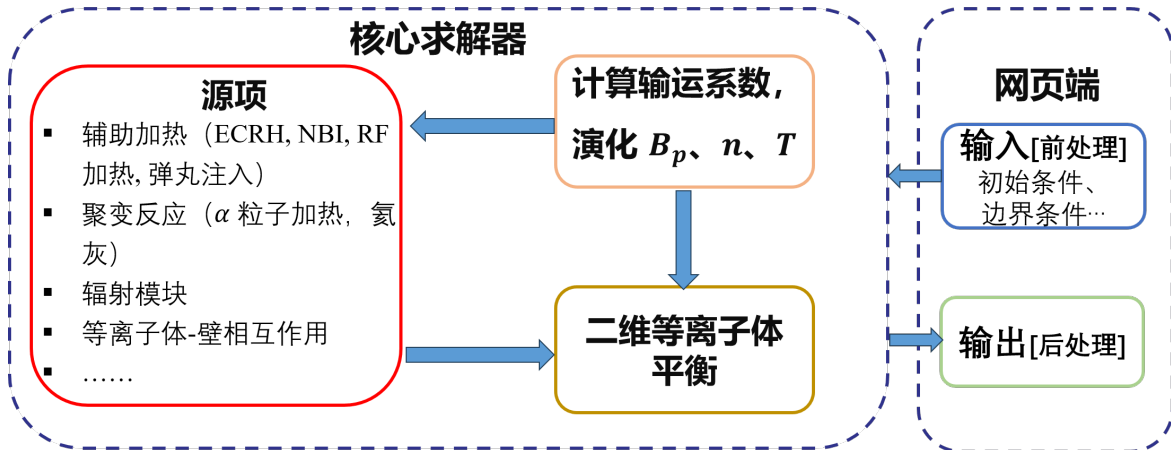 核心求解器
源项
▪ 辅助加热（ECRH, NBI, RF
加热, 弹丸注入）
▪ 聚变反应（α 粒子加热，氦
灰）
▪ 辐射模块
▪ 等离子体-壁相互作用
▪ ……
计算输运系数，
演化 Bₚ、n、T
二维等离子体
平衡
网页端
输入[前处理]
初始条件、
边界条件…
输出[后处理]